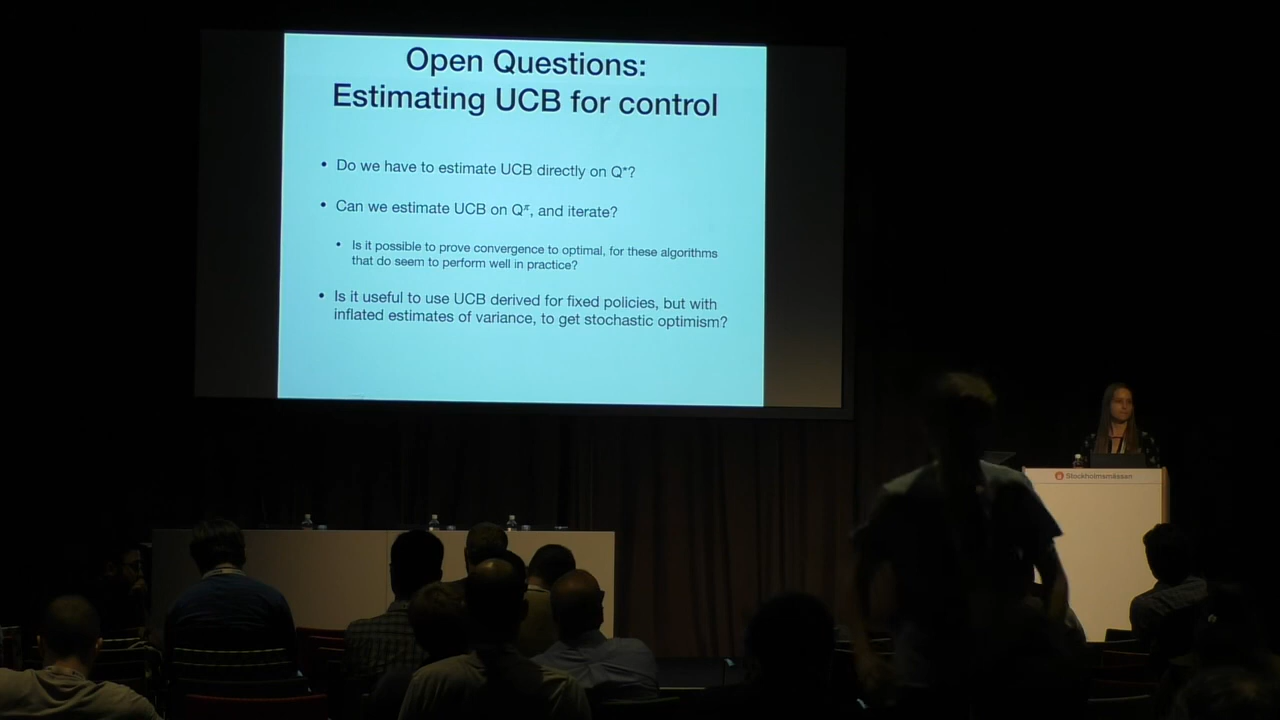 Open Questions:
Estimating UCB for control
• Do we have to estimate UCB directly on Q*?
• Can we estimate UCB on Qπ, and iterate?
• Is it possible to prove convergence to optimal, for these algorithms
that do seem to perform well in practice?
• Is it useful to use UCB derived for fixed policies, but with
inflated estimates of variance, to get stochastic optimism?
Stockholmsmässan